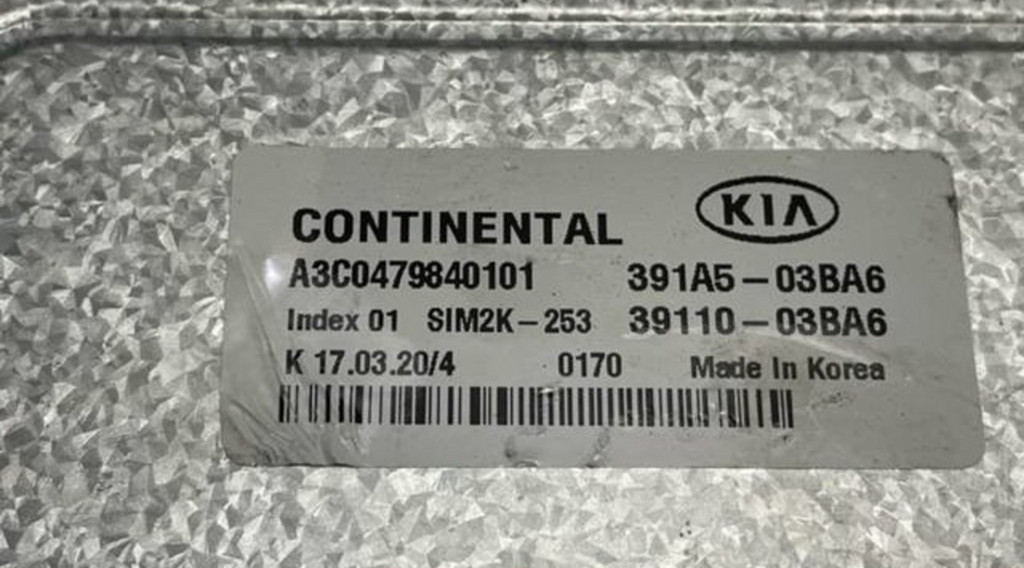 KIA
CONTINENTAL
A3C0479840101 391A5-03BA6
Index 01 SIM2K-253 39110-03BA6
K 17.03.20/4 0170 Made In Korea